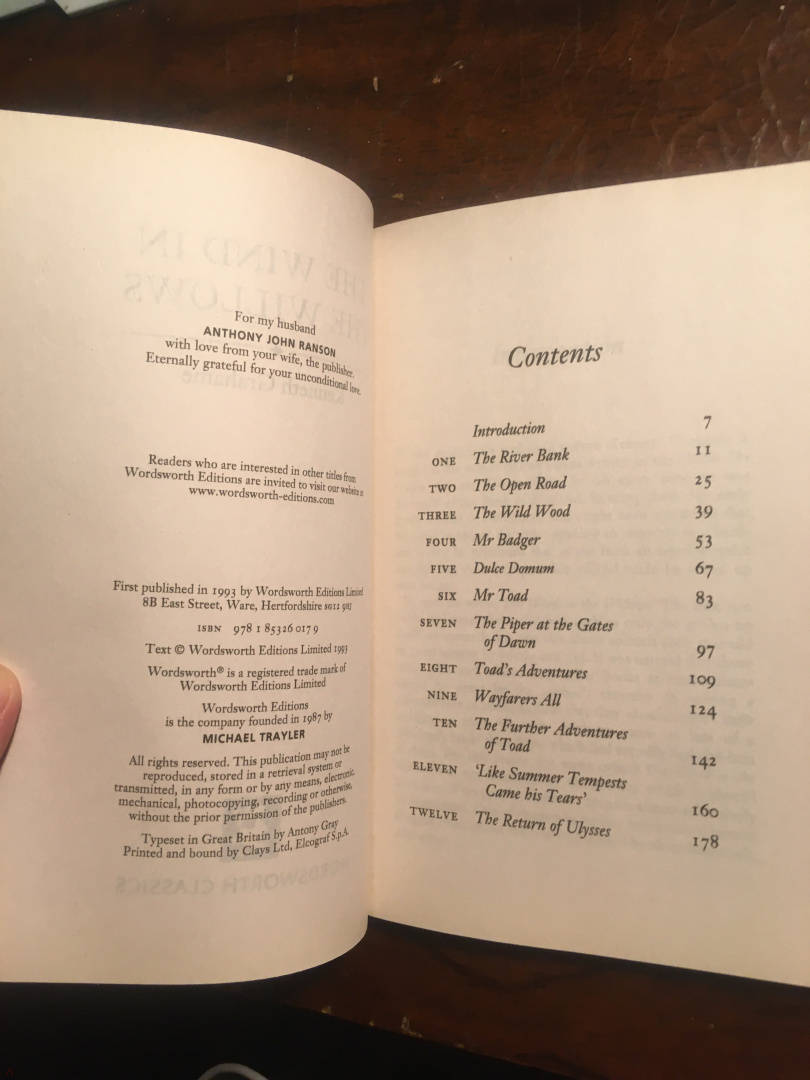 For my husband
ANTHONY JOHN RANSON
with love from your wife, the publisher.
Eternally grateful for your unconditional love.
Readers who are interested in other titles from
Wordsworth Editions are invited to visit our website at
www.wordsworth-editions.com
First published in 1993 by Wordsworth Editions Limited
8B East Street, Ware, Hertfordshire SG12 9HJ
ISBN 978 1 85326 017 9
Text © Wordsworth Editions Limited 1993
Wordsworth® is a registered trade mark of
Wordsworth Editions Limited
Wordsworth Editions
is the company founded in 1987 by
MICHAEL TRAYLER
All rights reserved. This publication may not be
reproduced, stored in a retrieval system or
transmitted, in any form or by any means, electronic,
mechanical, photocopying, recording or otherwise,
without the prior permission of the publishers.
Typeset in Great Britain by Antony Gray
Printed and bound by Clays Ltd, Elcograf S.p.A.
Contents
Introduction 7
ONE The River Bank 11
TWO The Open Road 25
THREE The Wild Wood 39
FOUR Mr Badger 53
FIVE Dulce Domum 67
SIX Mr Toad 83
SEVEN The Piper at the Gates
of Dawn 97
EIGHT Toad's Adventures 109
NINE Wayfarers All 124
TEN The Further Adventures
of Toad 142
ELEVEN 'Like Summer Tempests
Came his Tears' 160
TWELVE The Return of Ulysses 178